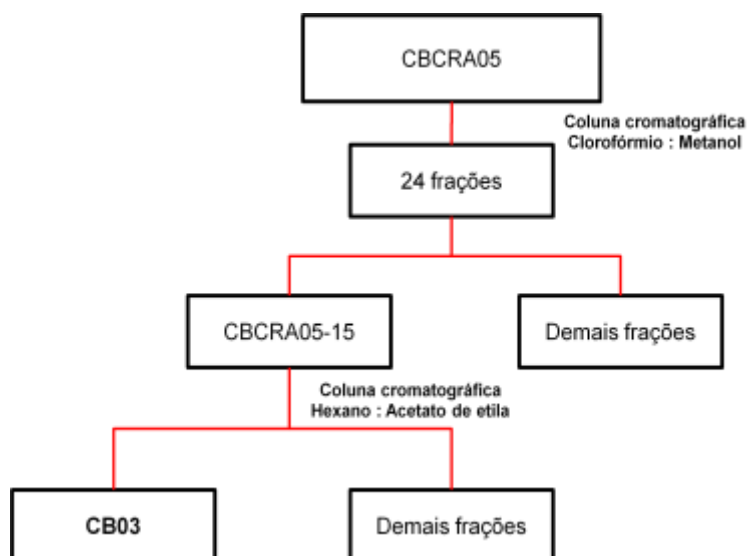 CBCRA05
Coluna cromatográfica
Clorofórmio : Metanol
24 frações
CBCRA05-15
Demais frações
Coluna cromatográfica
Hexano : Acetato de etila
CB03
Demais frações